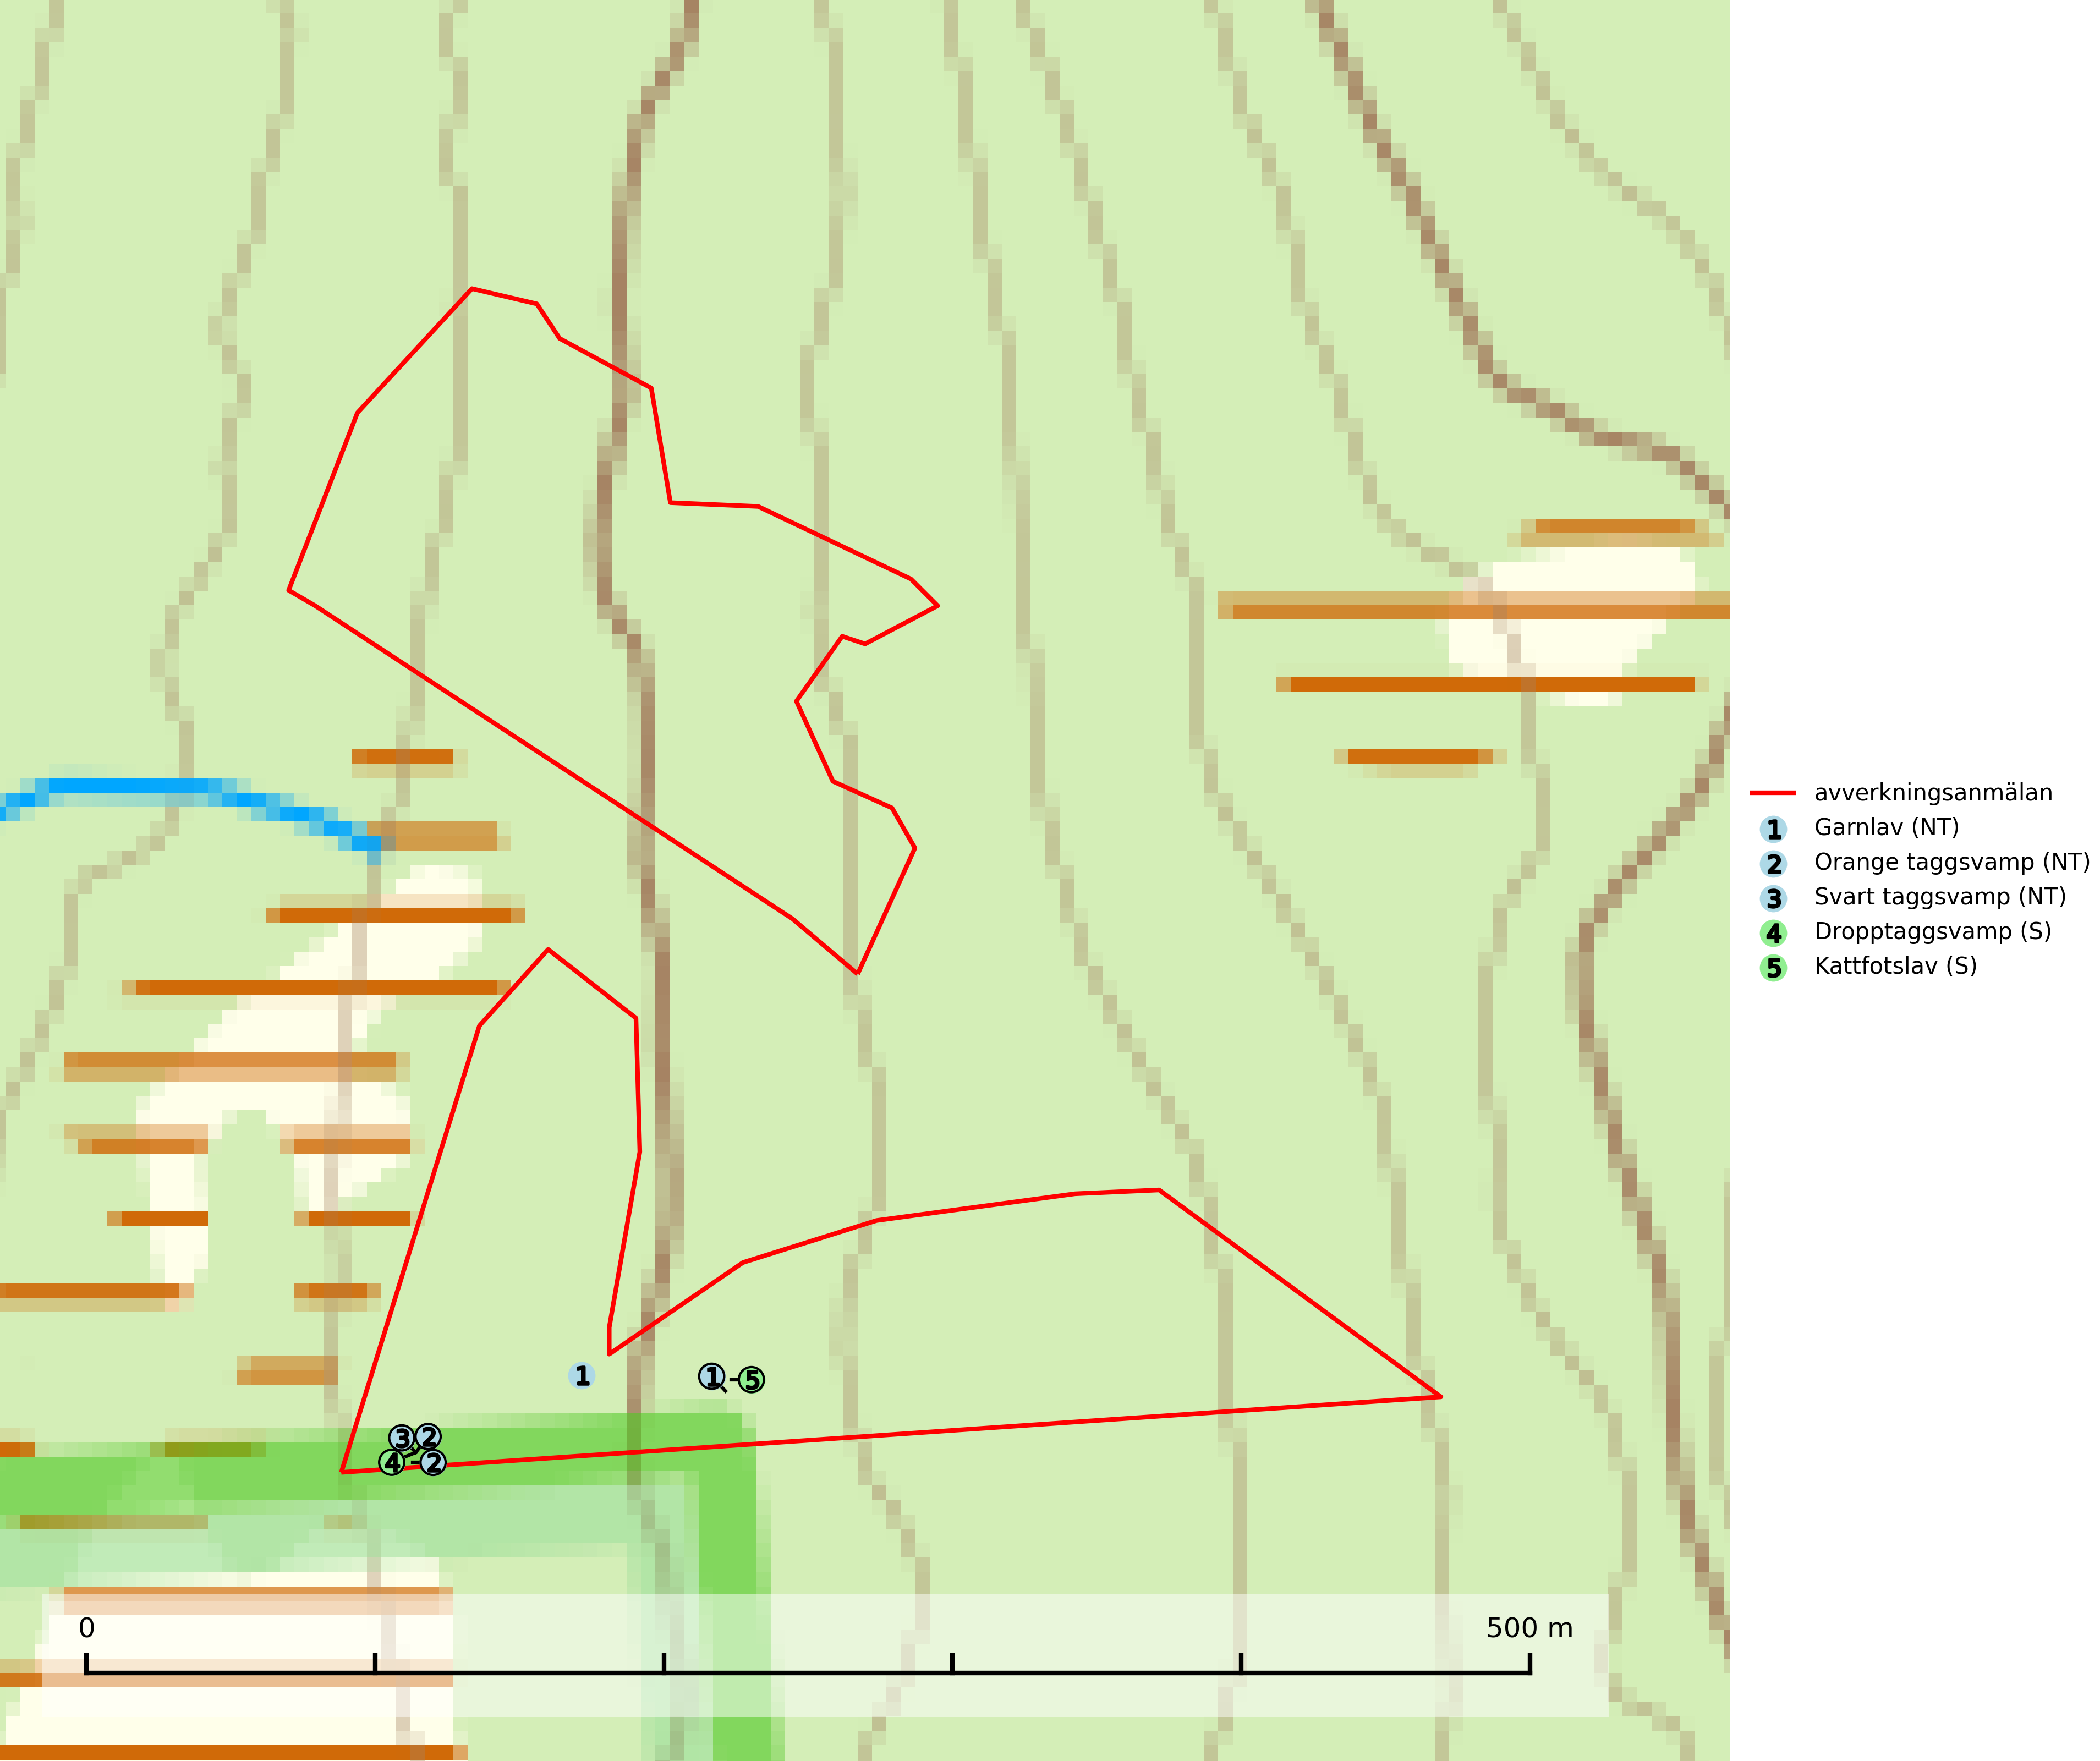 avverkningsanmälan
1 Garnlav (NT)
2 Orange taggsvamp (NT)
3 Svart taggsvamp (NT)
4 Dropptaggsvamp (S)
5 Kattfotslav (S)
1
1 5
3 2
4 2
0 500 m